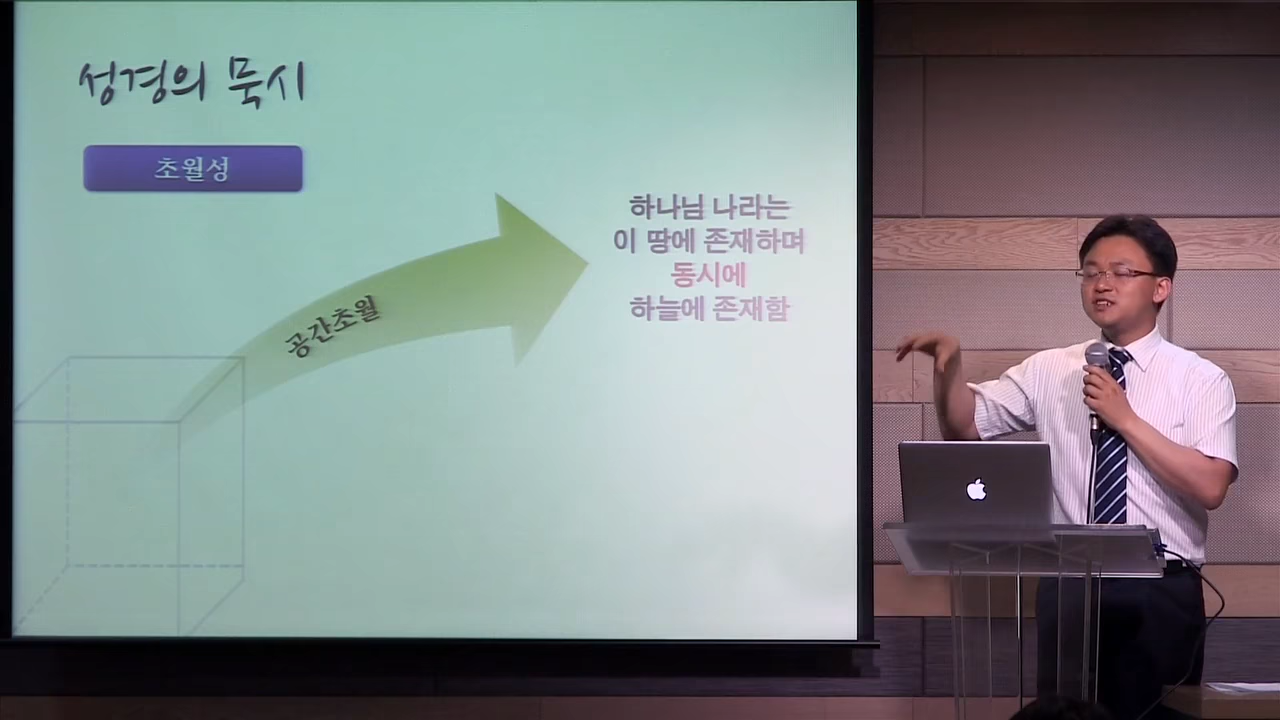 성경의 묵시
초월성
공간초월
하나님 나라는
이 땅에 존재하며
동시에
하늘에 존재함